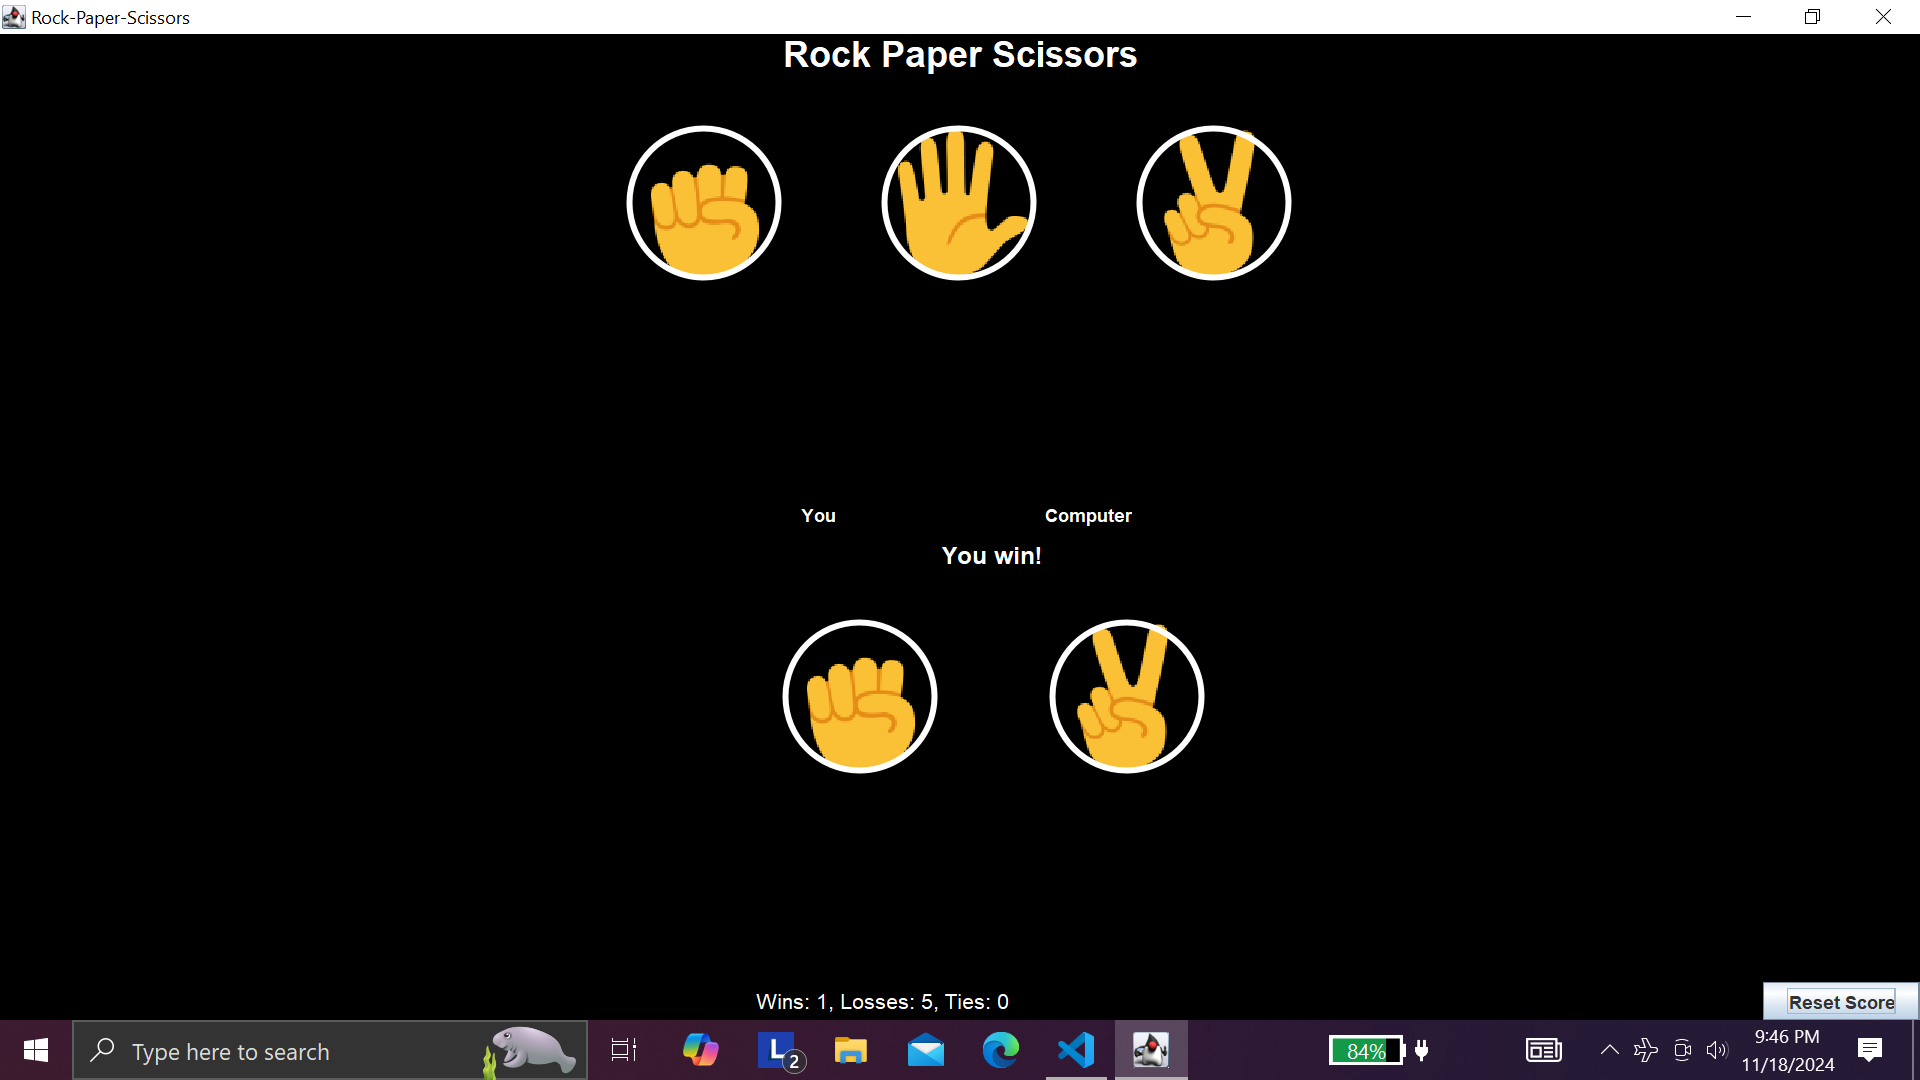 Rock-Paper-Scissors
Rock Paper Scissors
You
Computer
You win!
Wins: 1, Losses: 5, Ties: 0
Reset Score
Type here to search
L
2
84%
9:46 PM
11/18/2024